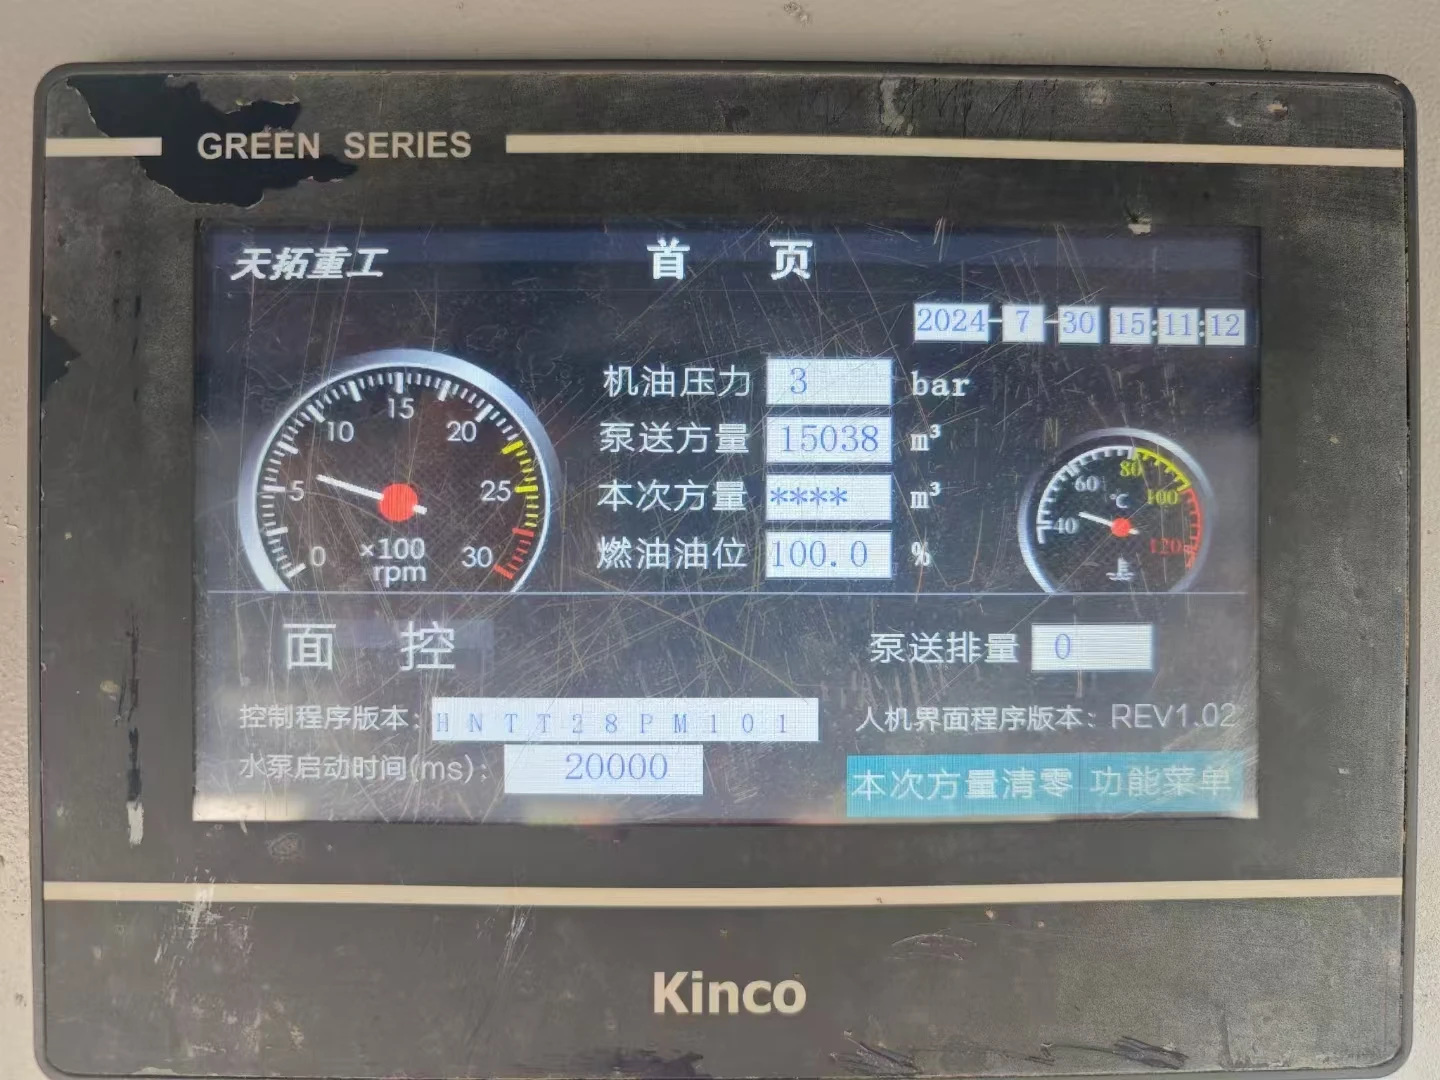 GREEN SERIES
天拓重工
首 页
2024-7-30 15:11:12
机油压力 3 bar
泵送方量 15038 m³
本次方量 **** m³
燃油油位 100.0 %
0 5 10 15 20 25 30
×100
rpm
40 60 80 100 120
℃
面 控
泵送排量 0
控制程序版本: HNTT28PM101
人机界面程序版本: REV1.02
水泵启动时间(ms): 20000
本次方量清零 功能菜单
Kinco